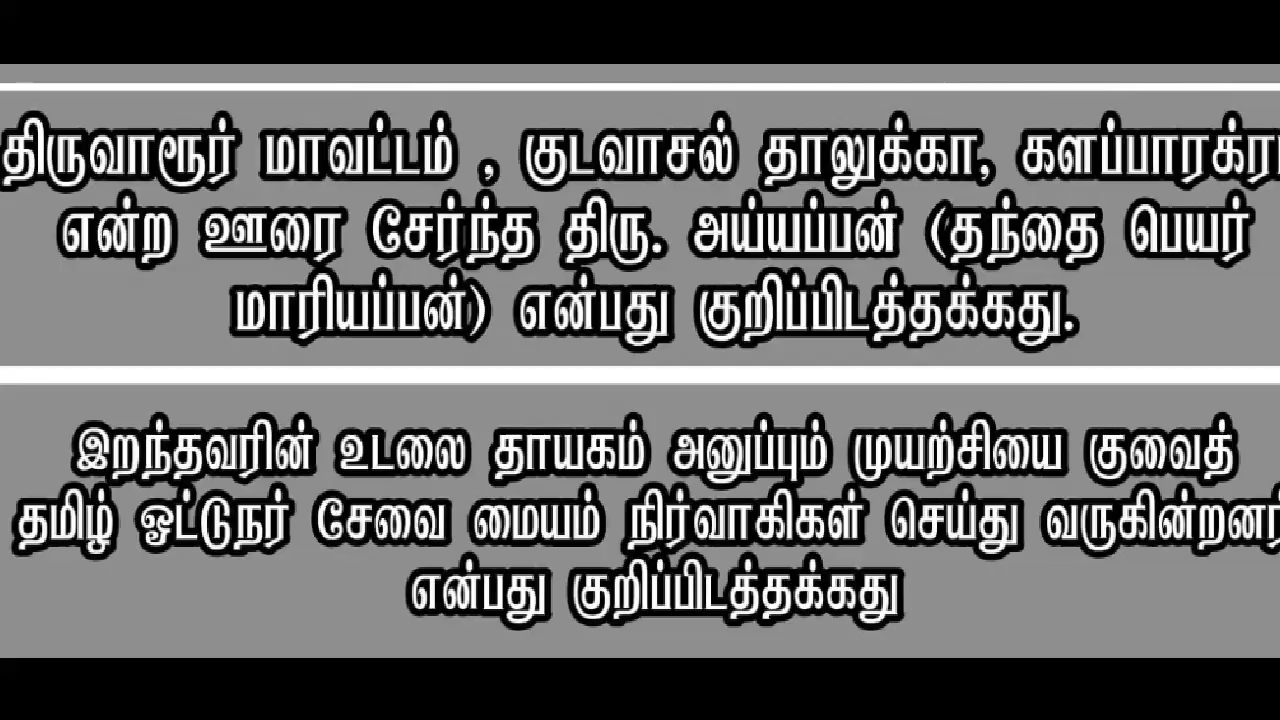 திருவாரூர் மாவட்டம் , குடவாசல் தாலுக்கா, களப்பாரக்ரா
என்ற ஊரை சேர்ந்த திரு. அய்யப்பன் (தந்தை பெயர்
மாரியப்பன்) என்பது குறிப்பிடத்தக்கது.
இறந்தவரின் உடலை தாயகம் அனுப்பும் முயற்சியை குவைத்
தமிழ் ஓட்டுநர் சேவை மையம் நிர்வாகிகள் செய்து வருகின்றனர்
என்பது குறிப்பிடத்தக்கது